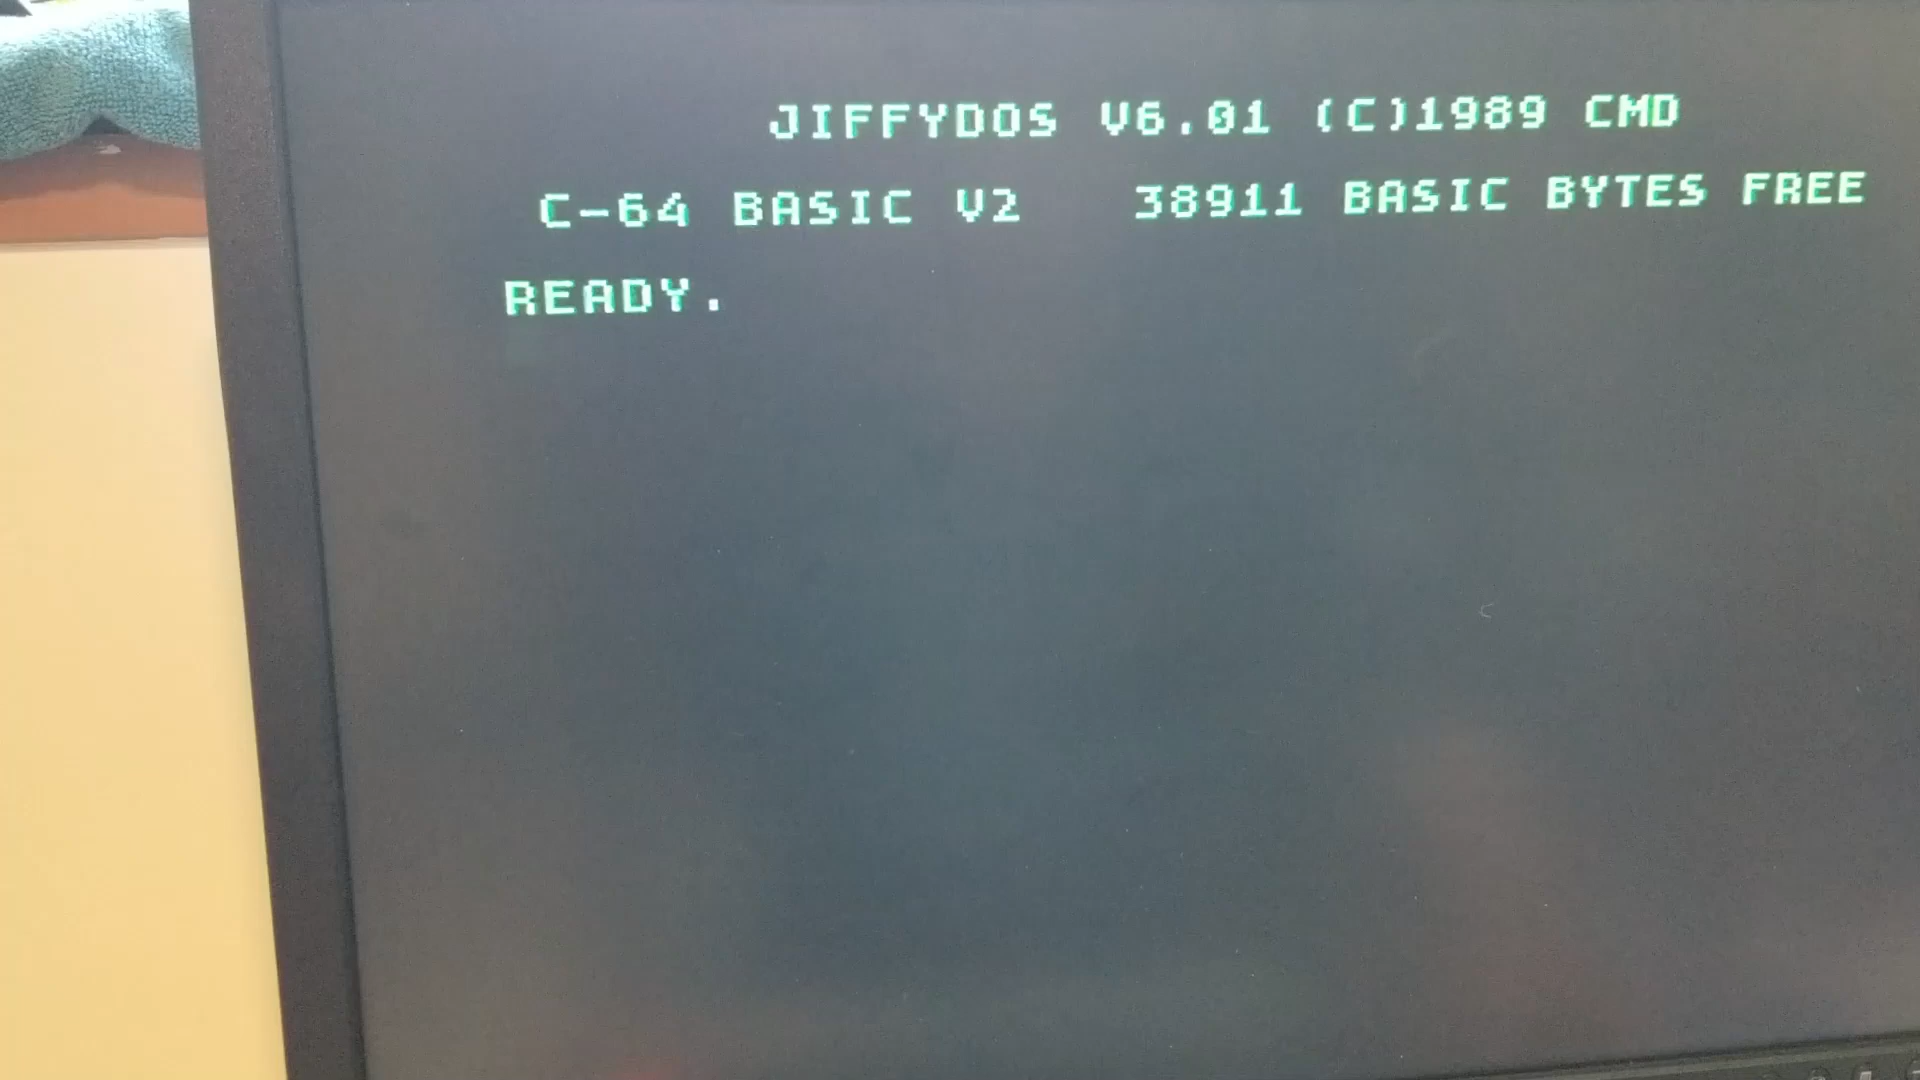 JIFFYDOS V6.01 (C)1989 CMD
C-64 BASIC V2   38911 BASIC BYTES FREE
READY.